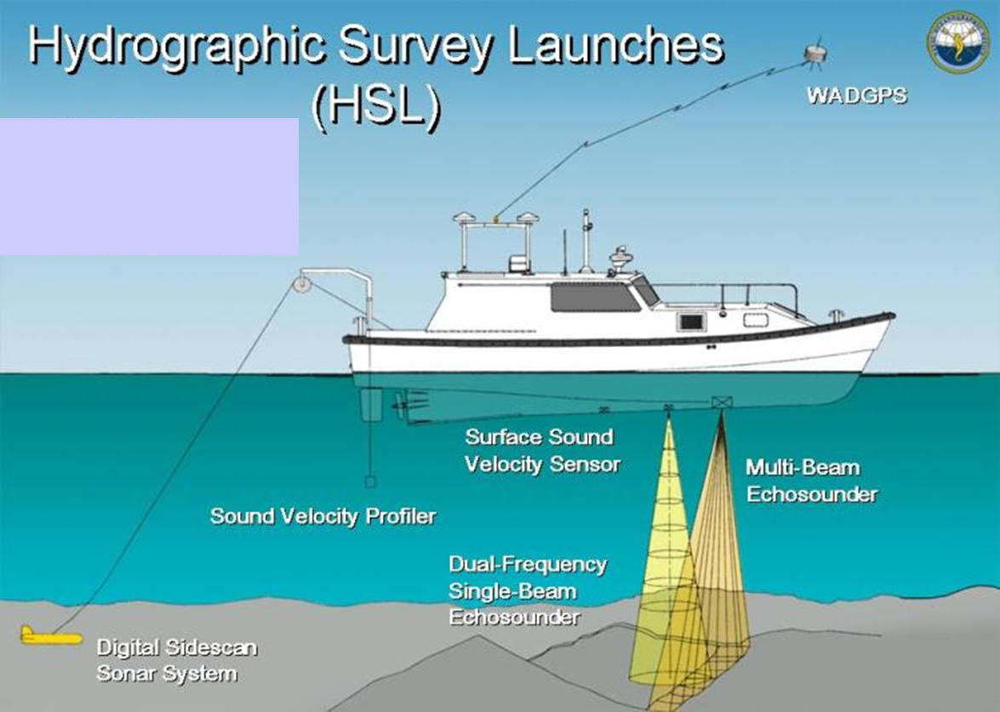 Hydrographic Survey Launches
(HSL)
WADGPS
Surface Sound
Velocity Sensor
Multi-Beam
Echosounder
Sound Velocity Profiler
Dual-Frequency
Single-Beam
Echosounder
Digital Sidescan
Sonar System